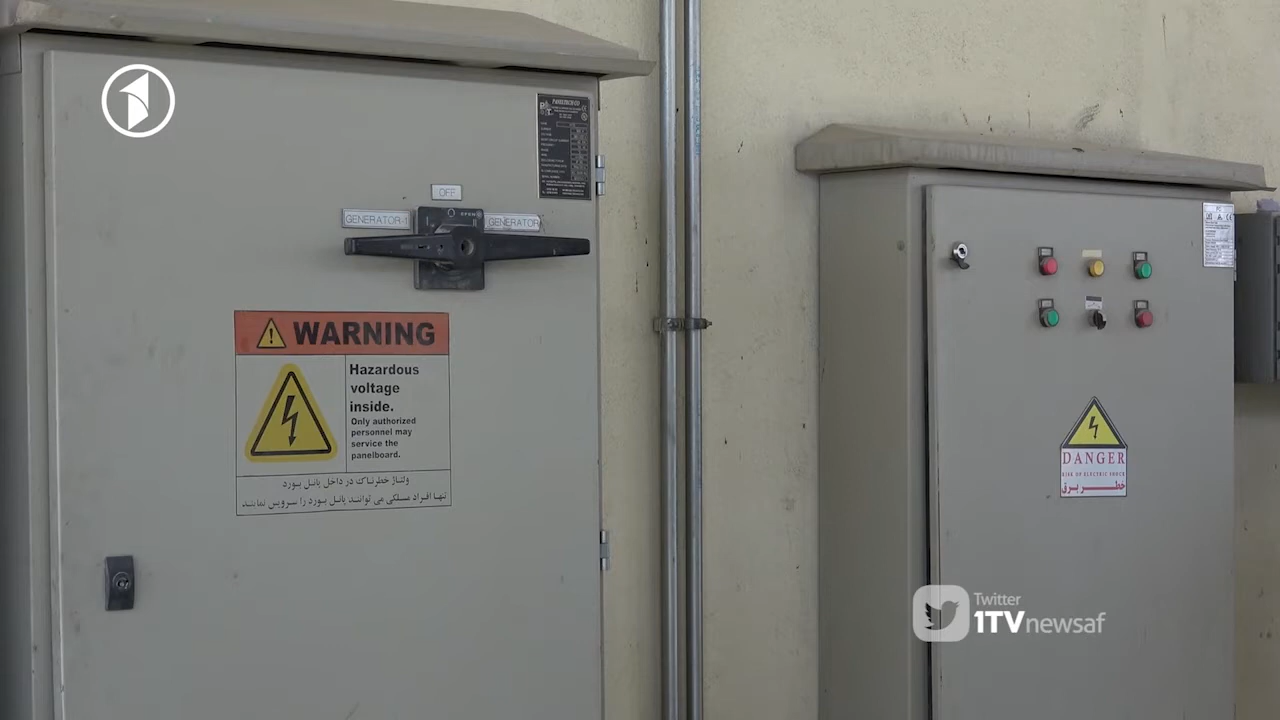 PANELTECH CO
OFF
GENERATOR-1
OPEN
GENERATOR
WARNING
Hazardous
voltage
inside.
Only authorized
personnel may
service the
panelboard.
ولتاژ خطرناک در داخل پانل بورد
تنها افراد مسلکی می توانند پانل بورد را سرویس نمایند
DANGER
RISK OF ELECTRIC SHOCK
خطر برق
Twitter
1TVnewsaf